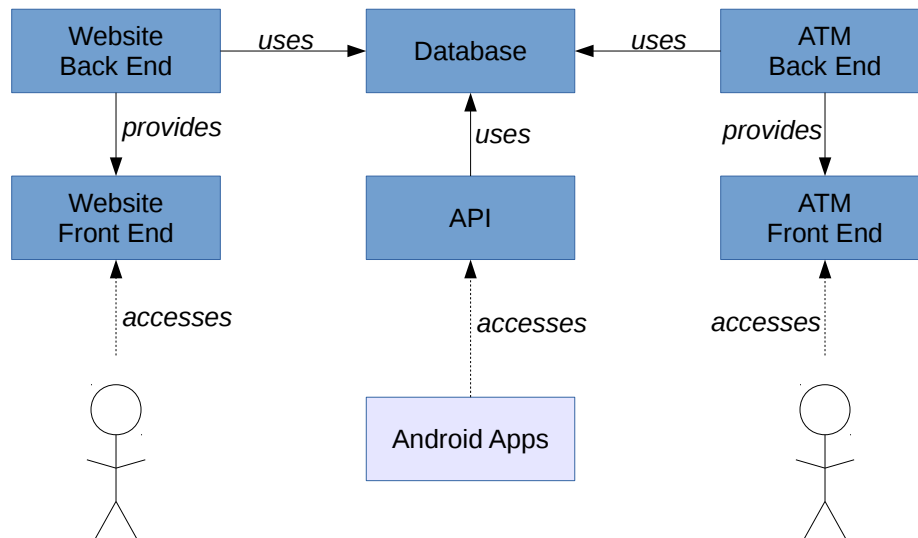 Website
Back End
uses
Database
uses
ATM
Back End
provides
uses
provides
Website
Front End
API
ATM
Front End
accesses
accesses
accesses
Android Apps